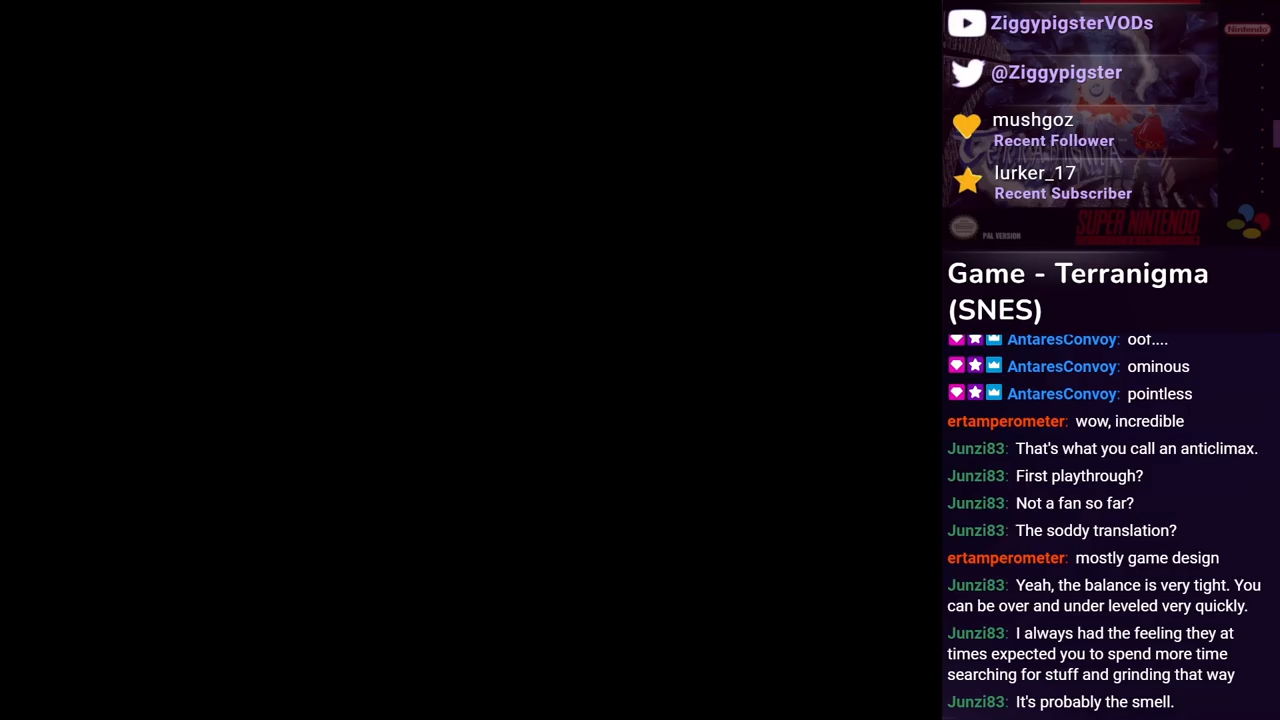 ZiggypigsterVODs
Nintendo
@Ziggypigster
mushgoz
Recent Follower
lurker_17
Recent Subscriber
PAL VERSION
SUPER NINTENDO
Game - Terranigma
(SNES)
AntaresConvoy: oof....
AntaresConvoy: ominous
AntaresConvoy: pointless
ertamperometer: wow, incredible
Junzi83: That's what you call an anticlimax.
Junzi83: First playthrough?
Junzi83: Not a fan so far?
Junzi83: The soddy translation?
ertamperometer: mostly game design
Junzi83: Yeah, the balance is very tight. You
can be over and under leveled very quickly.
Junzi83: I always had the feeling they at
times expected you to spend more time
searching for stuff and grinding that way
Junzi83: It's probably the smell.